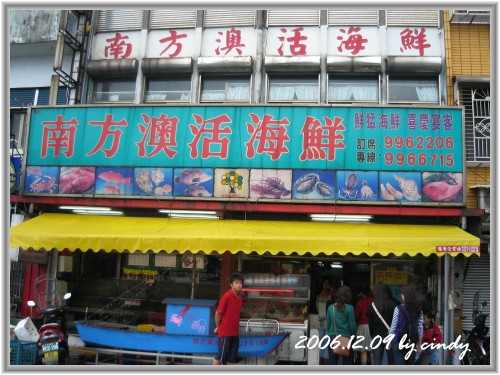 南方澳活海鮮
南方澳活海鮮
鮮猛海鮮 喜慶宴客
訂席 9962206
專線: 9966715
2006.12.09 by cindy